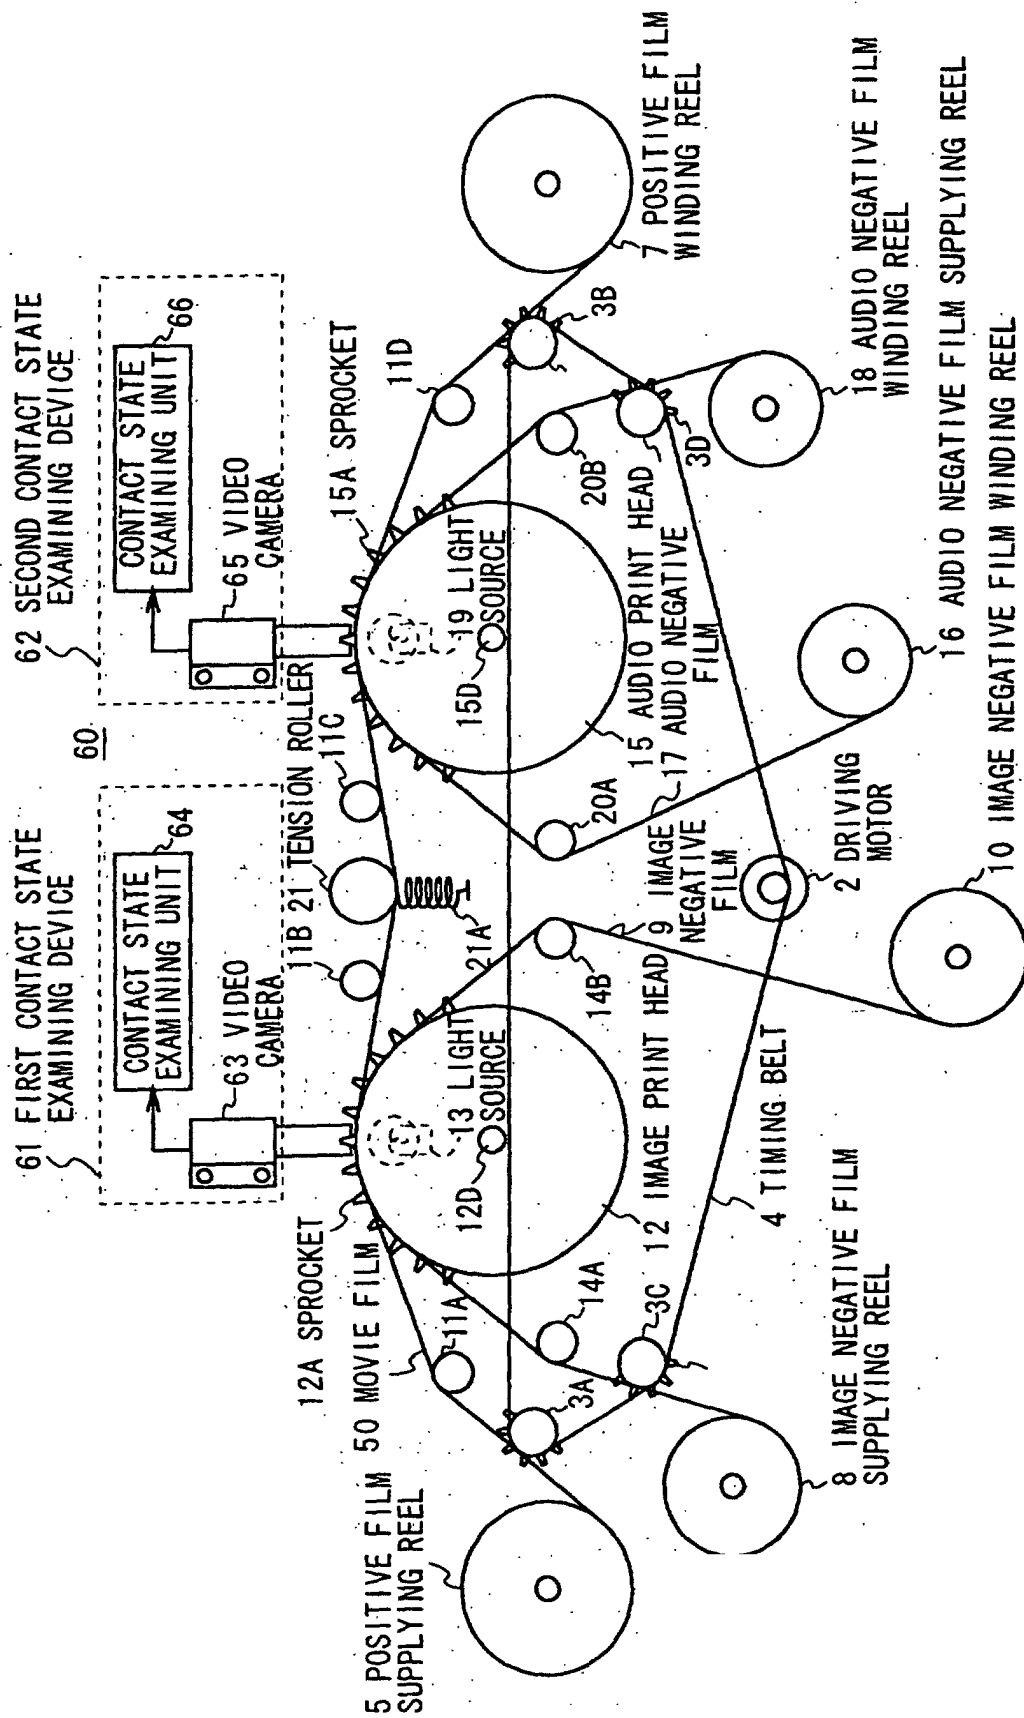 60
61 FIRST CONTACT STATE
EXAMINING DEVICE
CONTACT STATE
EXAMINING UNIT
64
63 VIDEO
CAMERA
62 SECOND CONTACT STATE
EXAMINING DEVICE
CONTACT STATE
EXAMINING UNIT
66
65 VIDEO
CAMERA
12A SPROCKET
11B
21 TENSION ROLLER
11C
15A SPROCKET
11D
50 MOVIE FILM
11A
5 POSITIVE FILM
SUPPLYING REEL
13 LIGHT
SOURCE
12D
21A
19 LIGHT
SOURCE
15D
3A
3B
7 POSITIVE FILM
WINDING REEL
14A
14B
20A
20B
3C
3D
12 IMAGE PRINT HEAD
9 IMAGE
NEGATIVE
FILM
15 AUDIO PRINT HEAD
17 AUDIO NEGATIVE
FILM
4 TIMING BELT
2 DRIVING
MOTOR
8 IMAGE NEGATIVE FILM
SUPPLYING REEL
18 AUDIO NEGATIVE FILM
WINDING REEL
16 AUDIO NEGATIVE FILM SUPPLYING REEL
10 IMAGE NEGATIVE FILM WINDING REEL